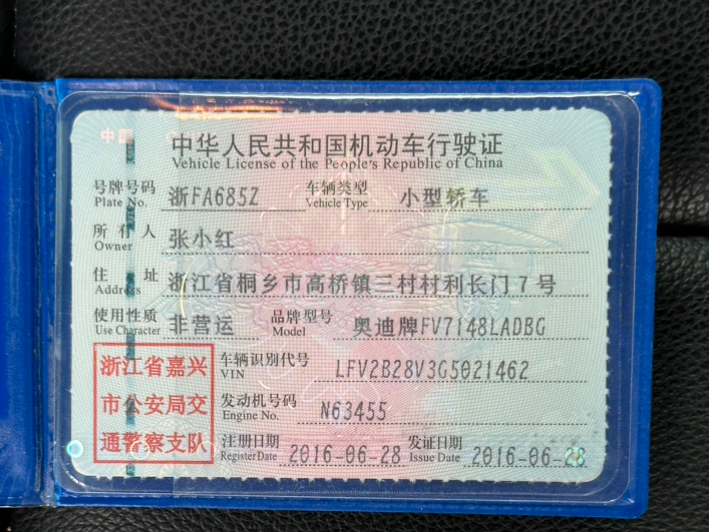 中国
中华人民共和国机动车行驶证
Vehicle License of the People's Republic of China
号牌号码 浙FA685Z 车辆类型 小型轿车
Plate No. Vehicle Type
所有人 张小红
Owner
住址 浙江省桐乡市高桥镇三村村利长门7号
Address
使用性质 非营运 品牌型号 奥迪牌FV7148LADBG
Use Character Model
浙江省嘉兴
市公安局交
通警察支队
车辆识别代号 LFV2B28V3G5021462
VIN
发动机号码 N63455
Engine No.
注册日期 2016-06-28 发证日期 2016-06-28
Register Date Issue Date